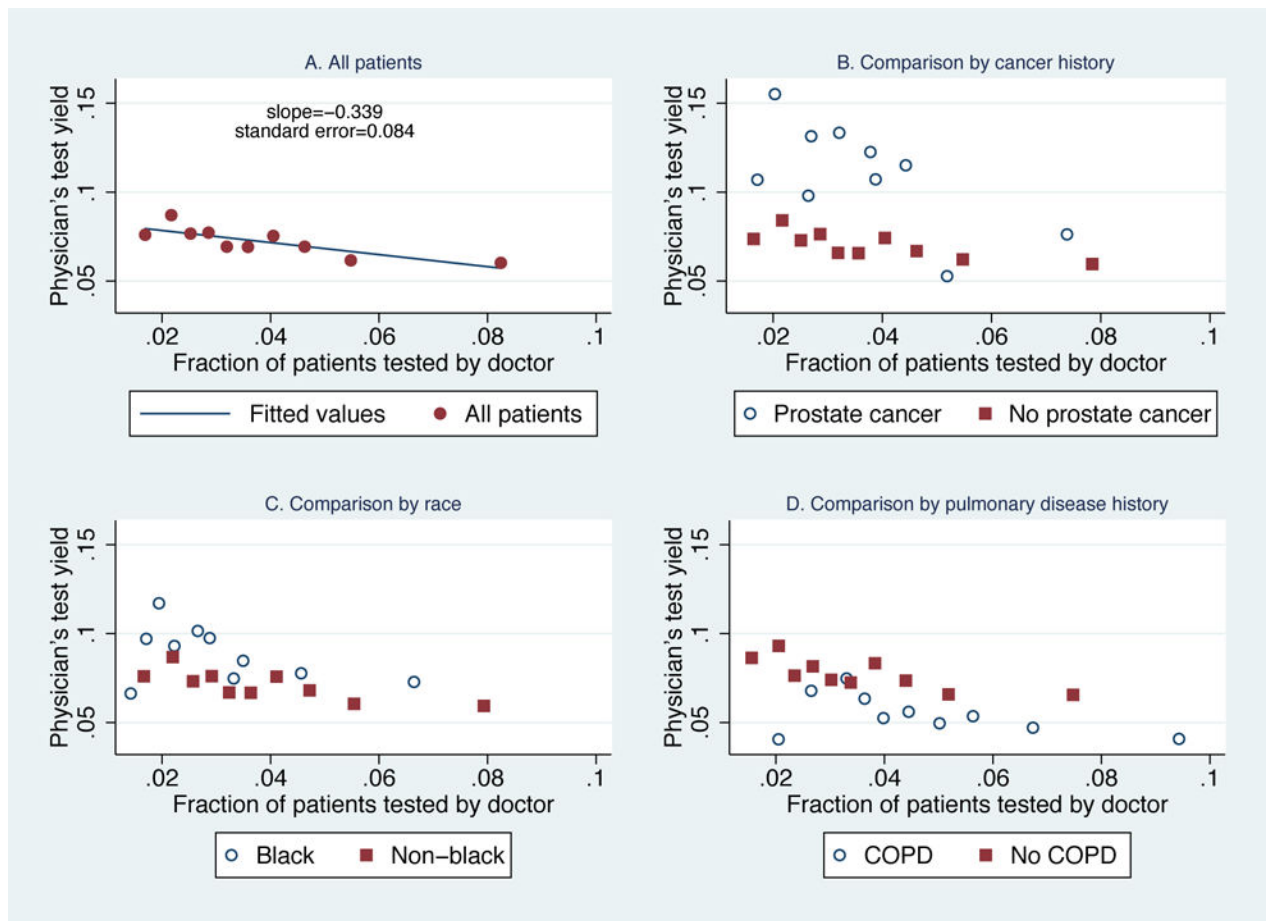 A. All patients
slope=−0.339
standard error=0.084
Physician's test yield
.15
.1
.05
.02 .04 .06 .08 .1
Fraction of patients tested by doctor
Fitted values All patients
B. Comparison by cancer history
Physician's test yield
.15
.1
.05
.02 .04 .06 .08 .1
Fraction of patients tested by doctor
Prostate cancer No prostate cancer
C. Comparison by race
Physician's test yield
.15
.1
.05
.02 .04 .06 .08 .1
Fraction of patients tested by doctor
Black Non−black
D. Comparison by pulmonary disease history
Physician's test yield
.15
.1
.05
.02 .04 .06 .08 .1
Fraction of patients tested by doctor
COPD No COPD